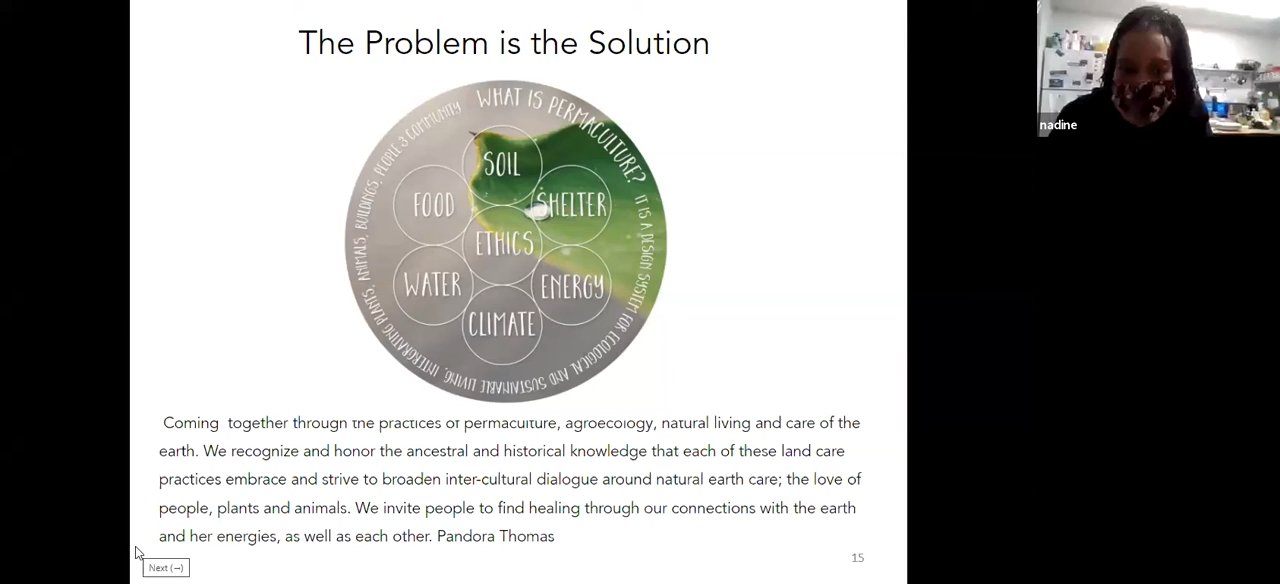 The Problem is the Solution
WHAT IS PERMACULTURE? IT IS A DESIGN SYSTEM FOR ECOLOGICAL AND SUSTAINABLE LIVING, INTERGRATING PLANTS, ANIMALS, BUILDINGS, PEOPLE & COMMUNITY
SOIL
FOOD
SHELTER
ETHICS
WATER
ENERGY
CLIMATE
Coming together through the practices of permaculture, agroecology, natural living and care of the
earth. We recognize and honor the ancestral and historical knowledge that each of these land care
practices embrace and strive to broaden inter-cultural dialogue around natural earth care; the love of
people, plants and animals. We invite people to find healing through our connections with the earth
and her energies, as well as each other. Pandora Thomas
15
Next (→)
nadine